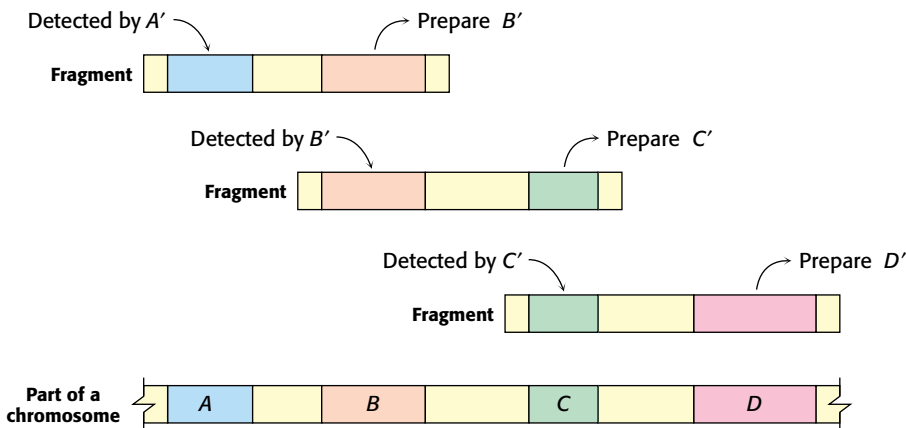 Detected by A′
Prepare B′
Fragment
Detected by B′
Prepare C′
Fragment
Detected by C′
Prepare D′
Fragment
Part of a
chromosome
A
B
C
D